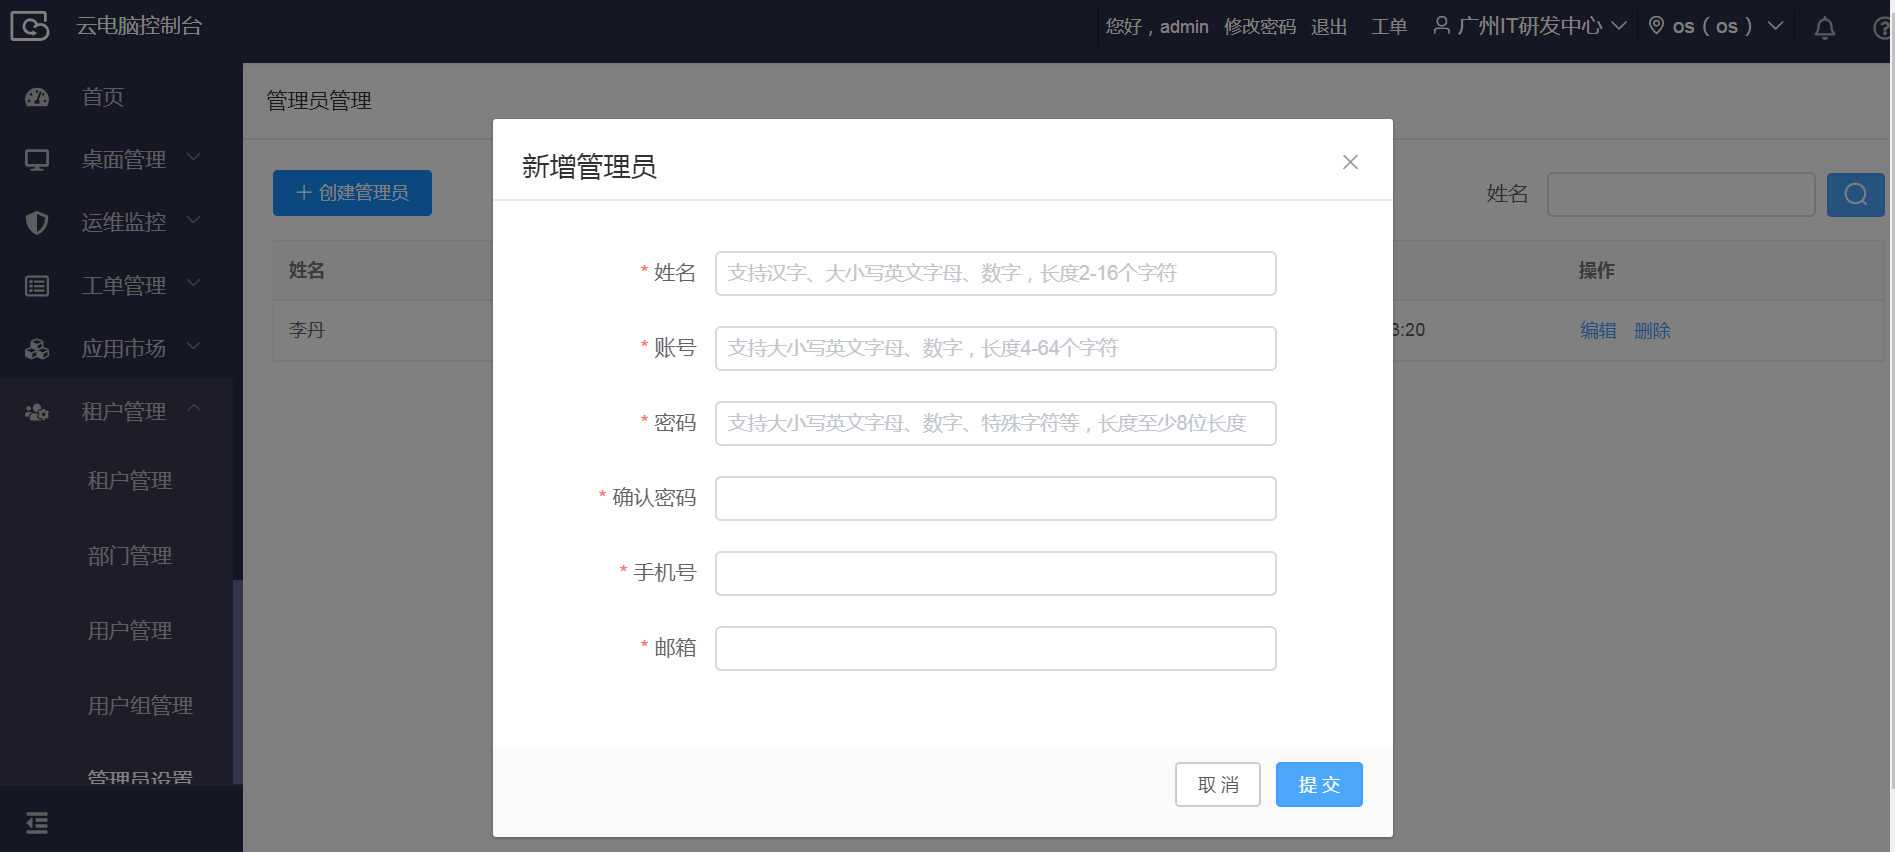 云电脑控制台
您好，admin 修改密码 退出 工单 广州IT研发中心 os（os）
首页
桌面管理
运维监控
工单管理
应用市场
租户管理
租户管理
部门管理
用户管理
用户组管理
管理员设置
管理员管理
创建管理员
姓名
姓名 操作
李丹 3:20 编辑 删除
新增管理员
* 姓名 支持汉字、大小写英文字母、数字，长度2-16个字符
* 账号 支持大小写英文字母、数字，长度4-64个字符
* 密码 支持大小写英文字母、数字、特殊字符等，长度至少8位长度
* 确认密码
* 手机号
* 邮箱
取消 提交